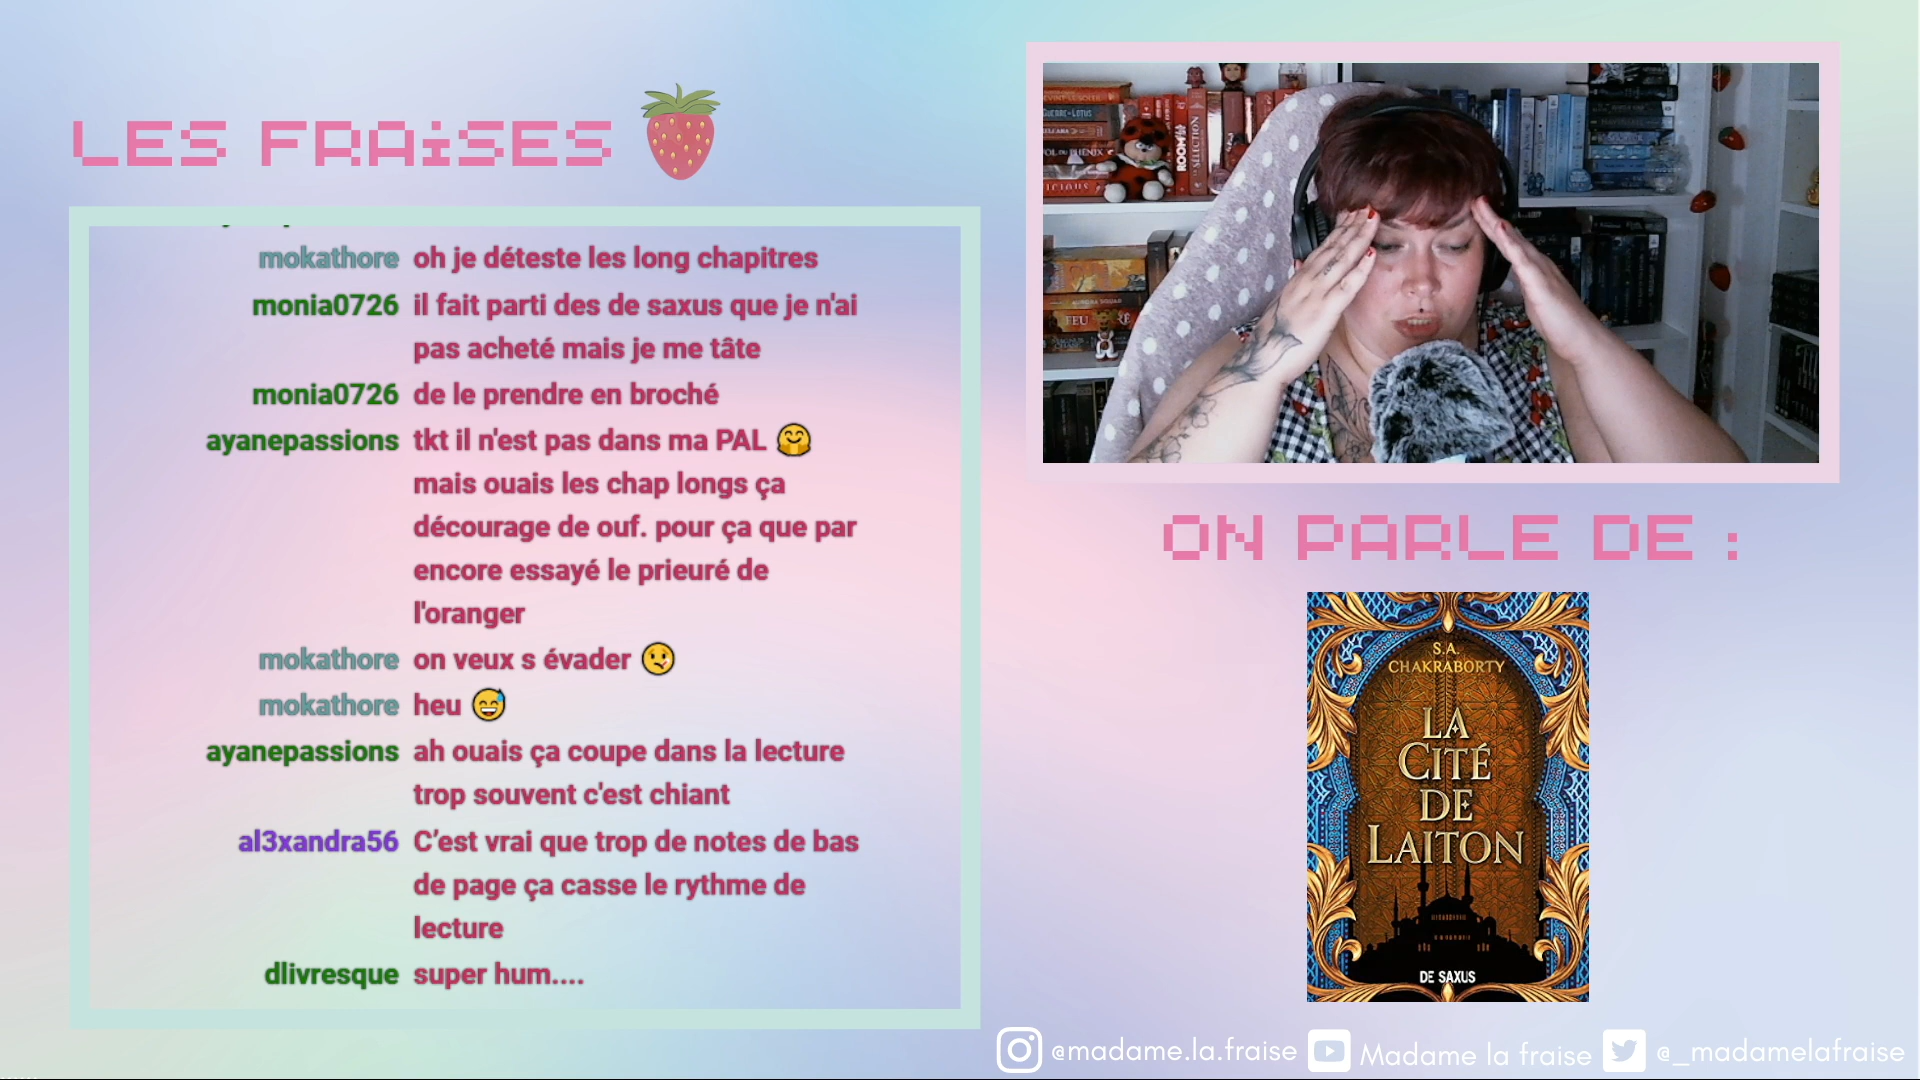 LES FRAISES
mokathore oh je déteste les long chapitres
monia0726 il fait parti des de saxus que je n'ai
pas acheté mais je me tâte
monia0726 de le prendre en broché
ayanepassions tkt il n'est pas dans ma PAL 🤗
mais ouais les chap longs ça
décourage de ouf. pour ça que par
encore essayé le prieuré de
l'oranger
mokathore on veux s évader 🤒
mokathore heu 😅
ayanepassions ah ouais ça coupe dans la lecture
trop souvent c'est chiant
al3xandra56 C’est vrai que trop de notes de bas
de page ça casse le rythme de
lecture
dlivresque super hum....
ROOM
SÉLECTION
FEU
ON PARLE DE :
S.A.
CHAKRABORTY
LA
CITÉ
DE
LAITON
DE SAXUS
@madame.la.fraise Madame la fraise @_madamelafraise